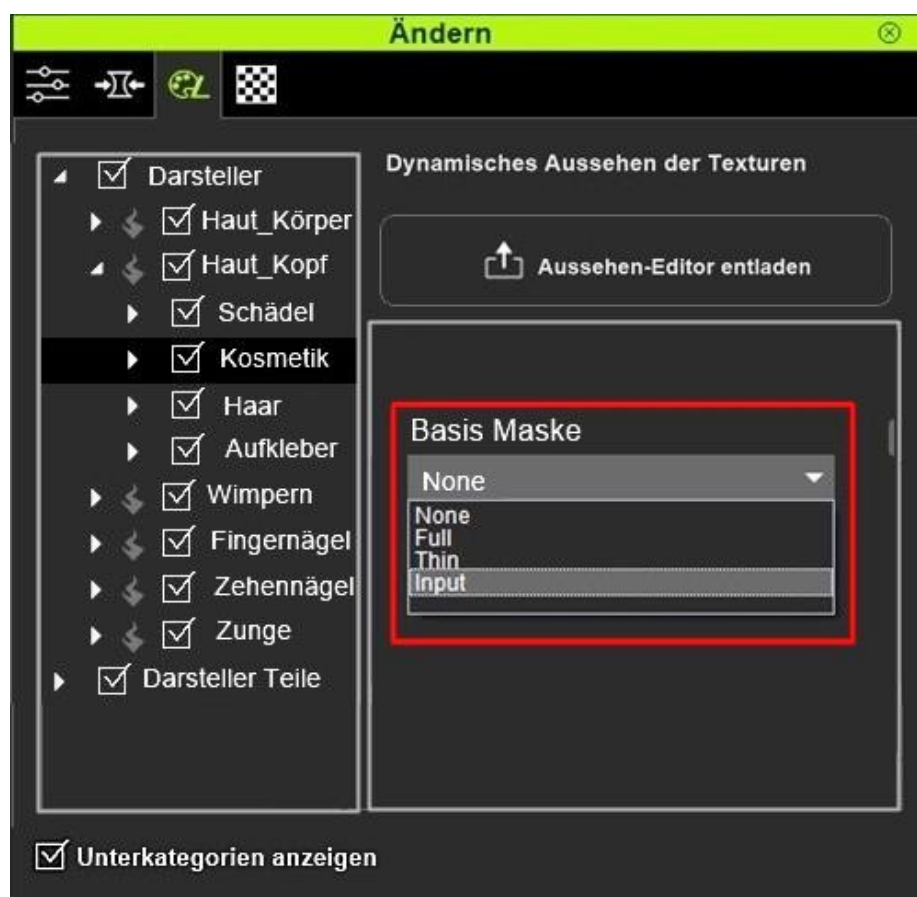 Ändern
Darsteller
Haut_Körper
Haut_Kopf
Schädel
Kosmetik
Haar
Aufkleber
Wimpern
Fingernägel
Zehennägel
Zunge
Darsteller Teile
Dynamisches Aussehen der Texturen
Aussehen-Editor entladen
Basis Maske
None
None
Full
Thin
Input
Unterkategorien anzeigen